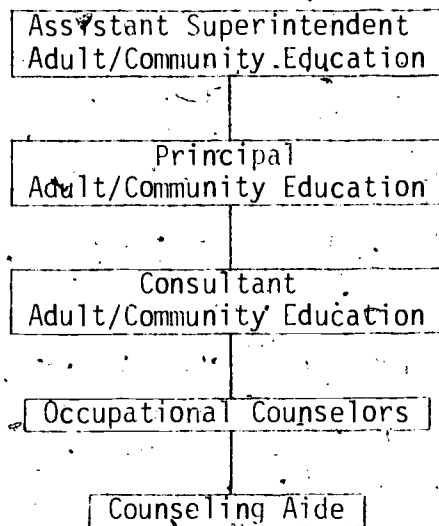 Assistant Superintendent
Adult/Community Education
Principal
Adult/Community Education
Consultant
Adult/Community Education
Occupational Counselors
Counseling Aide